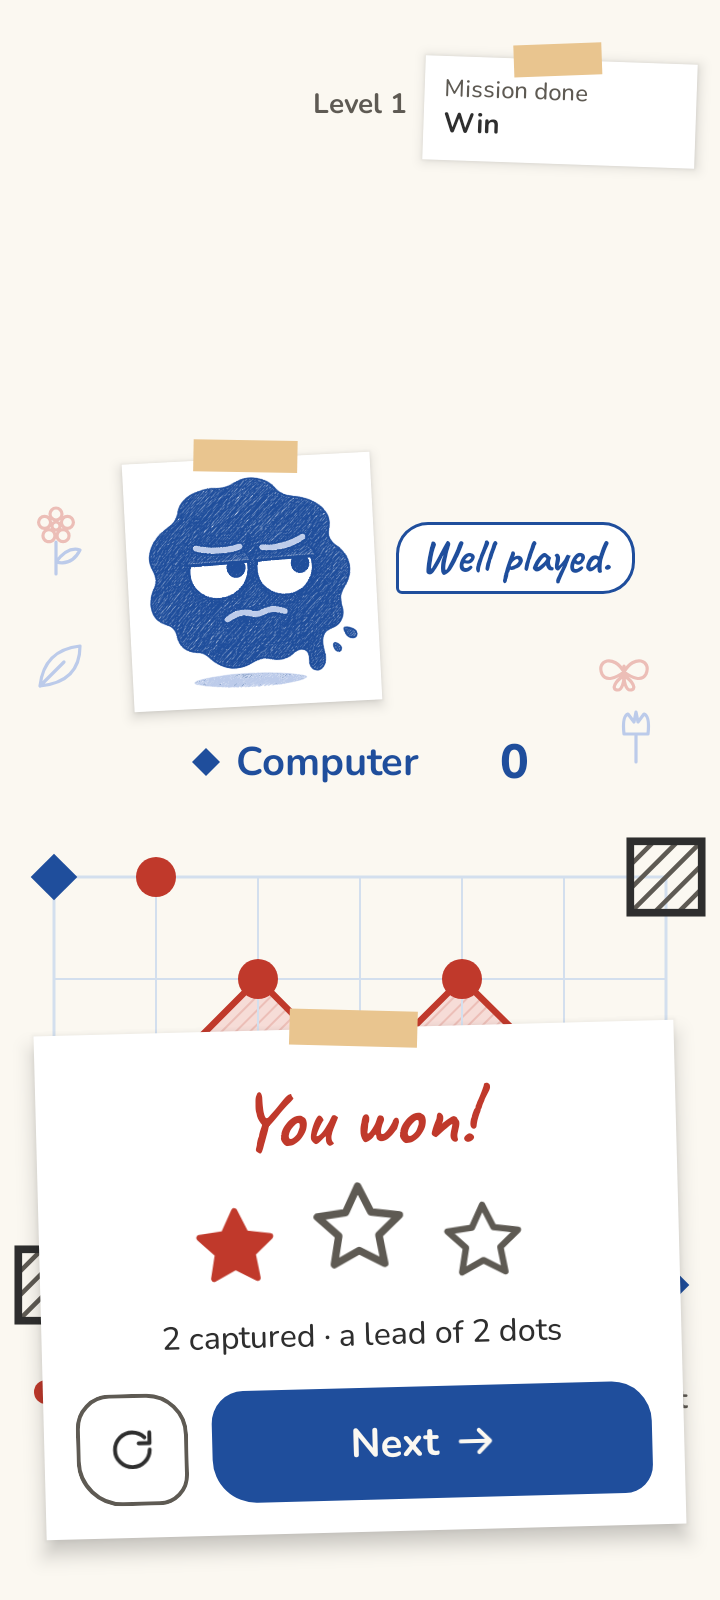 Level 1
Mission done
Win
Well played.
Computer 0
You won!
2 captured · a lead of 2 dots
Next →